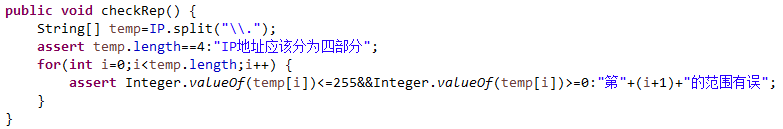 public void checkRep() {
    String[] temp=IP.split("\\.");
    assert temp.length==4:"IP地址应该分为四部分";
    for(int i=0;i<temp.length;i++) {
        assert Integer.valueOf(temp[i])<=255&&Integer.valueOf(temp[i])>=0:"第"+(i+1)+"的范围有误";
    }
}